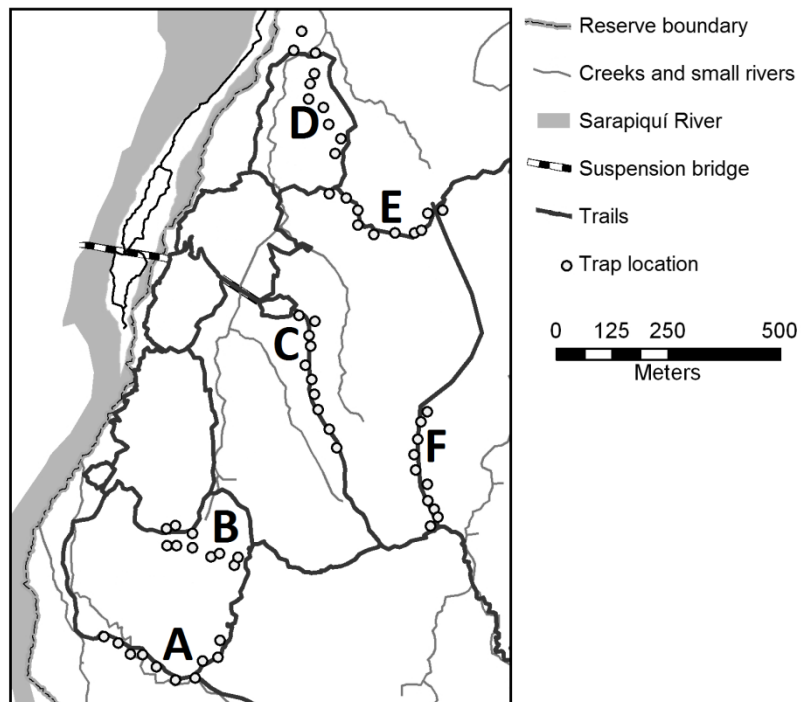 Reserve boundary
Creeks and small rivers
Sarapiquí River
Suspension bridge
Trails
Trap location
0 125 250 500
Meters
D
E
C
F
B
A